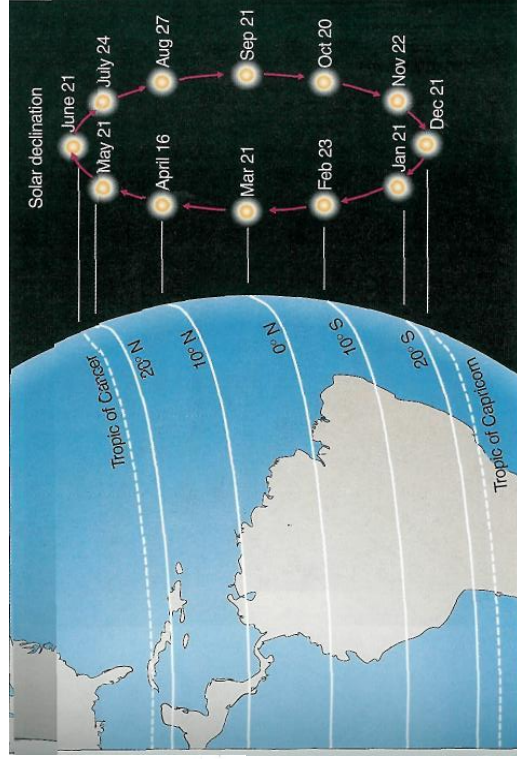 Solar declination
June 21
May 21
July 24
April 16
Aug 27
Mar 21
Sep 21
Feb 23
Oct 20
Jan 21
Nov 22
Dec 21
Tropic of Cancer
20° N
10° N
0° N
10° S
20° S
Tropic of Capricorn